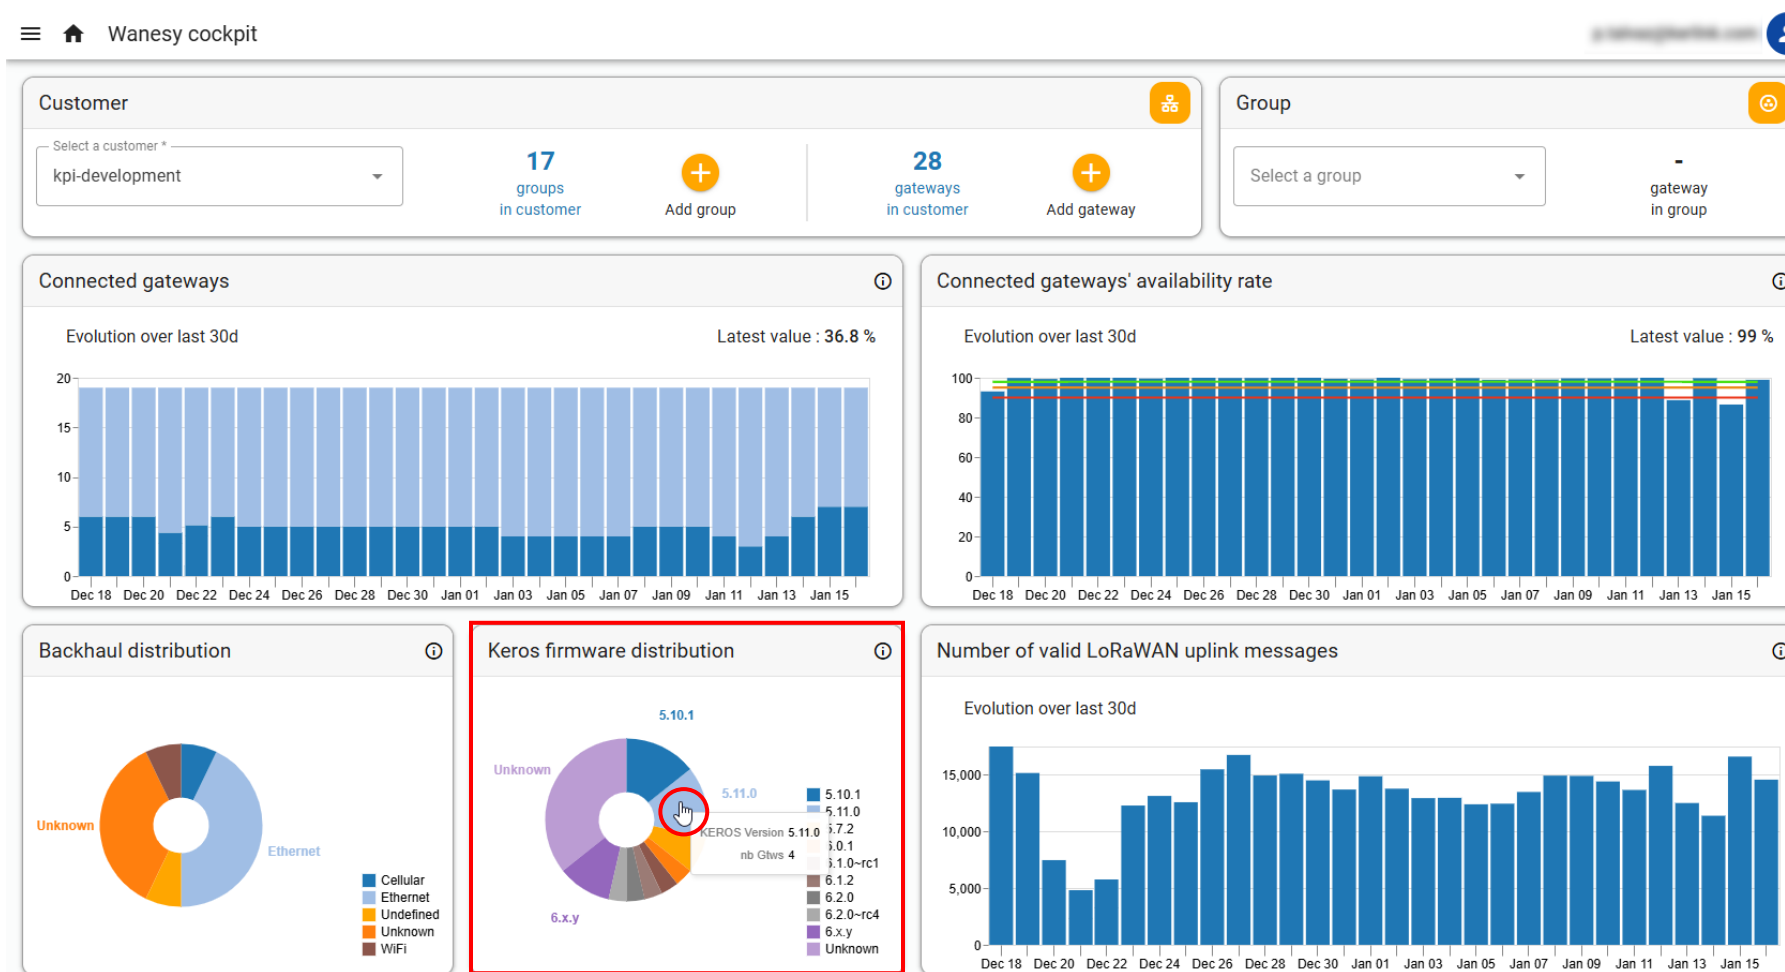 Wanesy cockpit
Customer
Select a customer *
kpi-development
17
groups
in customer
Add group
28
gateways
in customer
Add gateway
Group
Select a group
-
gateway
in group
Connected gateways
Evolution over last 30d
Latest value : 36.8 %
20
15
10
5
0
Dec 18 Dec 20 Dec 22 Dec 24 Dec 26 Dec 28 Dec 30 Jan 01 Jan 03 Jan 05 Jan 07 Jan 09 Jan 11 Jan 13 Jan 15
Connected gateways' availability rate
Evolution over last 30d
Latest value : 99 %
100
80
60
40
20
0
Dec 18 Dec 20 Dec 22 Dec 24 Dec 26 Dec 28 Dec 30 Jan 01 Jan 03 Jan 05 Jan 07 Jan 09 Jan 11 Jan 13 Jan 15
Backhaul distribution
Unknown
Ethernet
Cellular
Ethernet
Undefined
Unknown
WiFi
Keros firmware distribution
5.10.1
Unknown
5.11.0
6.x.y
KEROS Version 5.11.0
nb Gtws 4
5.10.1
5.11.0
5.7.2
6.0.1
6.1.0~rc1
6.1.2
6.2.0
6.2.0~rc4
6.x.y
Unknown
Number of valid LoRaWAN uplink messages
Evolution over last 30d
15,000
10,000
5,000
0
Dec 18 Dec 20 Dec 22 Dec 24 Dec 26 Dec 28 Dec 30 Jan 01 Jan 03 Jan 05 Jan 07 Jan 09 Jan 11 Jan 13 Jan 15